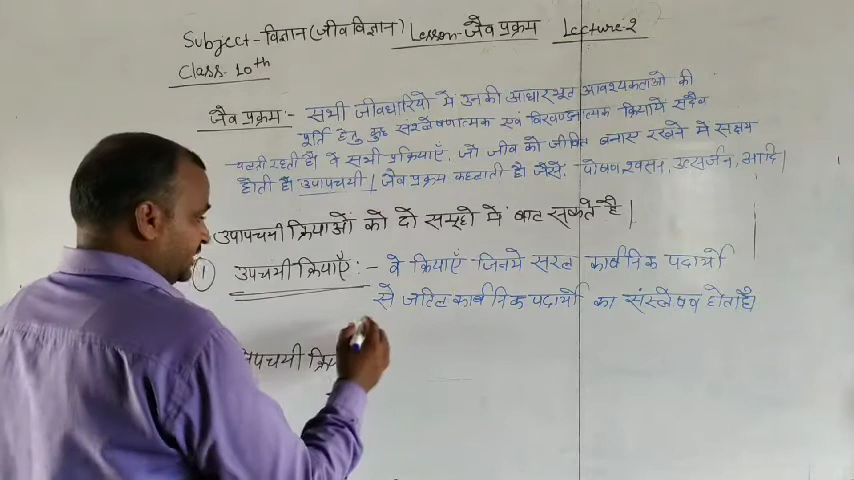 Subject - विज्ञान (जीव विज्ञान) Lesson - जैव प्रक्रम Lecture: 2
Class. 10th
जैव प्रक्रम :- सभी जीवधारियो में उनकी आधारभूत आवश्यकताओ की
पूर्ति हेतु कुछ संश्लेषणात्मक एवं विखण्डनात्मक क्रियाये सदैव
चलती रहती है। वे सभी प्रक्रियाएँ, जो जीव को जीवित बनाए रखने मे सक्षम
होती है। उपापचयी / जैव प्रक्रम कहलाती है। जैसे: पोषण, श्वसन, उत्सर्जन, आदि।
उपापचयी क्रियाओं को दो समूहो में बाट सकते है।
1 उपचयी क्रियाएँ :- वे क्रियाएँ जिनमे सरल कार्बनिक पदार्थो
से जटिल कार्बनिक पदार्थो का संस्लेषण होता है।
पचयी